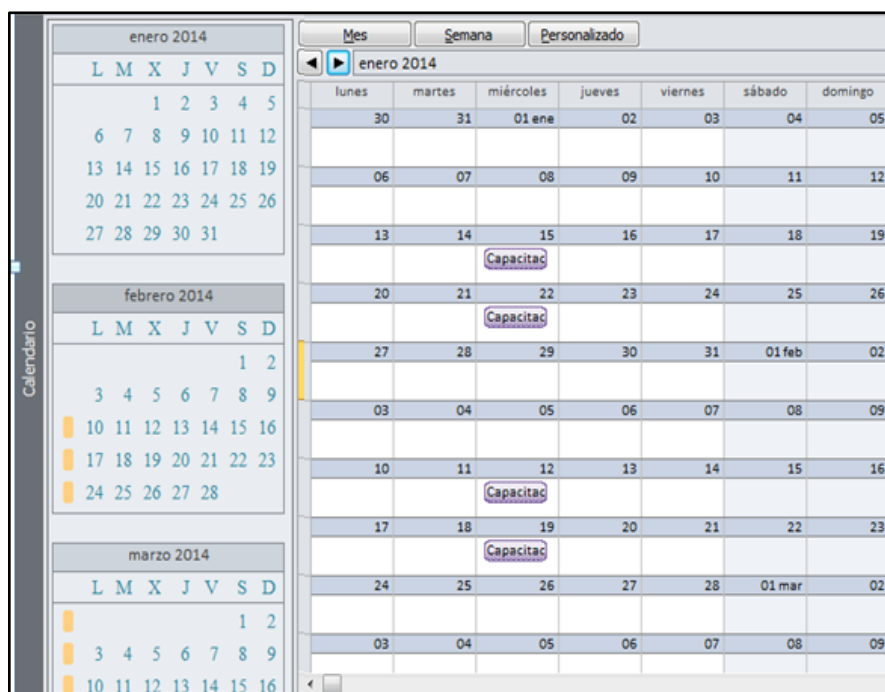 Calendario
enero 2014
L M X J V S D
1 2 3 4 5
6 7 8 9 10 11 12
13 14 15 16 17 18 19
20 21 22 23 24 25 26
27 28 29 30 31
febrero 2014
L M X J V S D
1 2
3 4 5 6 7 8 9
10 11 12 13 14 15 16
17 18 19 20 21 22 23
24 25 26 27 28
marzo 2014
L M X J V S D
1 2
3 4 5 6 7 8 9
10 11 12 13 14 15 16
Mes Semana Personalizado
enero 2014
lunes martes miércoles jueves viernes sábado domingo
30 31 01 ene 02 03 04 05
06 07 08 09 10 11 12
13 14 15 16 17 18 19
Capacitac
20 21 22 23 24 25 26
Capacitac
27 28 29 30 31 01 feb 02
03 04 05 06 07 08 09
10 11 12 13 14 15 16
Capacitac
17 18 19 20 21 22 23
Capacitac
24 25 26 27 28 01 mar 02
03 04 05 06 07 08 09